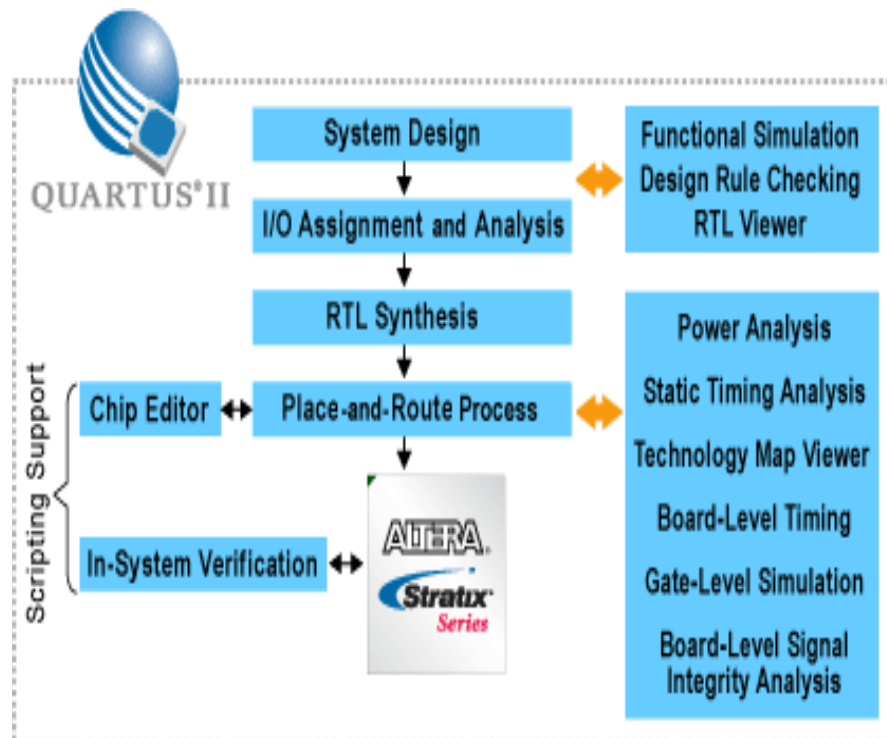 QUARTUS® II
System Design
I/O Assignment and Analysis
RTL Synthesis
Place-and-Route Process
Functional Simulation
Design Rule Checking
RTL Viewer
Power Analysis
Static Timing Analysis
Technology Map Viewer
Board-Level Timing
Gate-Level Simulation
Board-Level Signal
Integrity Analysis
Scripting Support
Chip Editor
In-System Verification
ALTERA®
Stratix®
Series